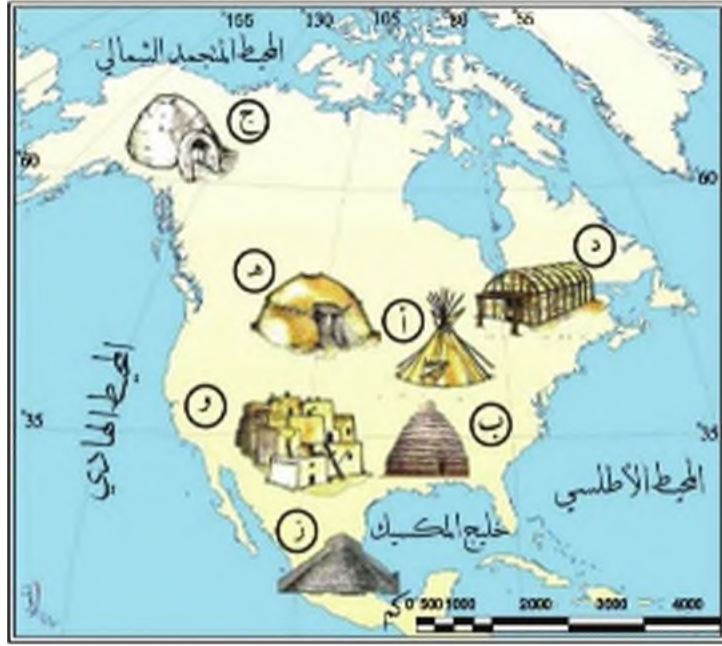 155 130 105 80 55
المحيط المتجمد الشمالي
ج
60 60
د
هـ
أ
المحيط الهادي
و
ب
35 35
المحيط الأطلسي
ز
خليج المكسيك
كم 0 500 1000 2000 3000 4000